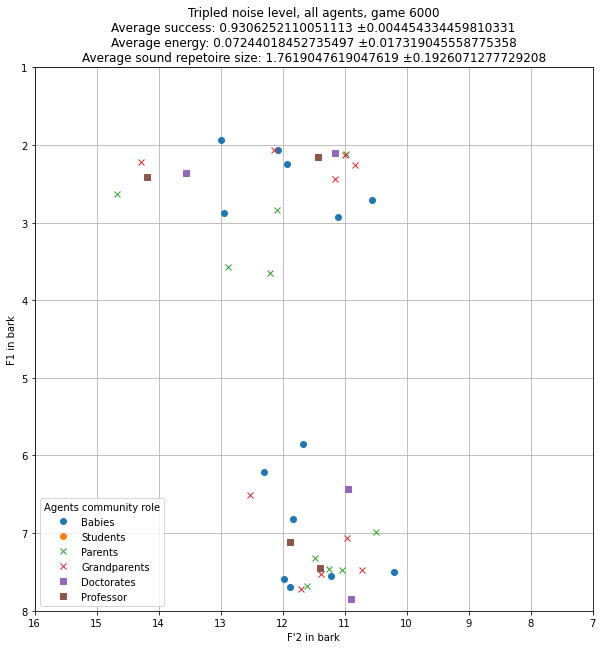 Tripled noise level, all agents, game 6000
Average success: 0.9306252110051113 ±0.004454334459810331
Average energy: 0.07244018452735497 ±0.017319045558775358
Average sound repetoire size: 1.7619047619047619 ±0.1926071277729208
1
2
3
4
5
6
7
8
F1 in bark
Agents community role
Babies
Students
Parents
Grandparents
Doctorates
Professor
16 15 14 13 12 11 10 9 8 7
F'2 in bark